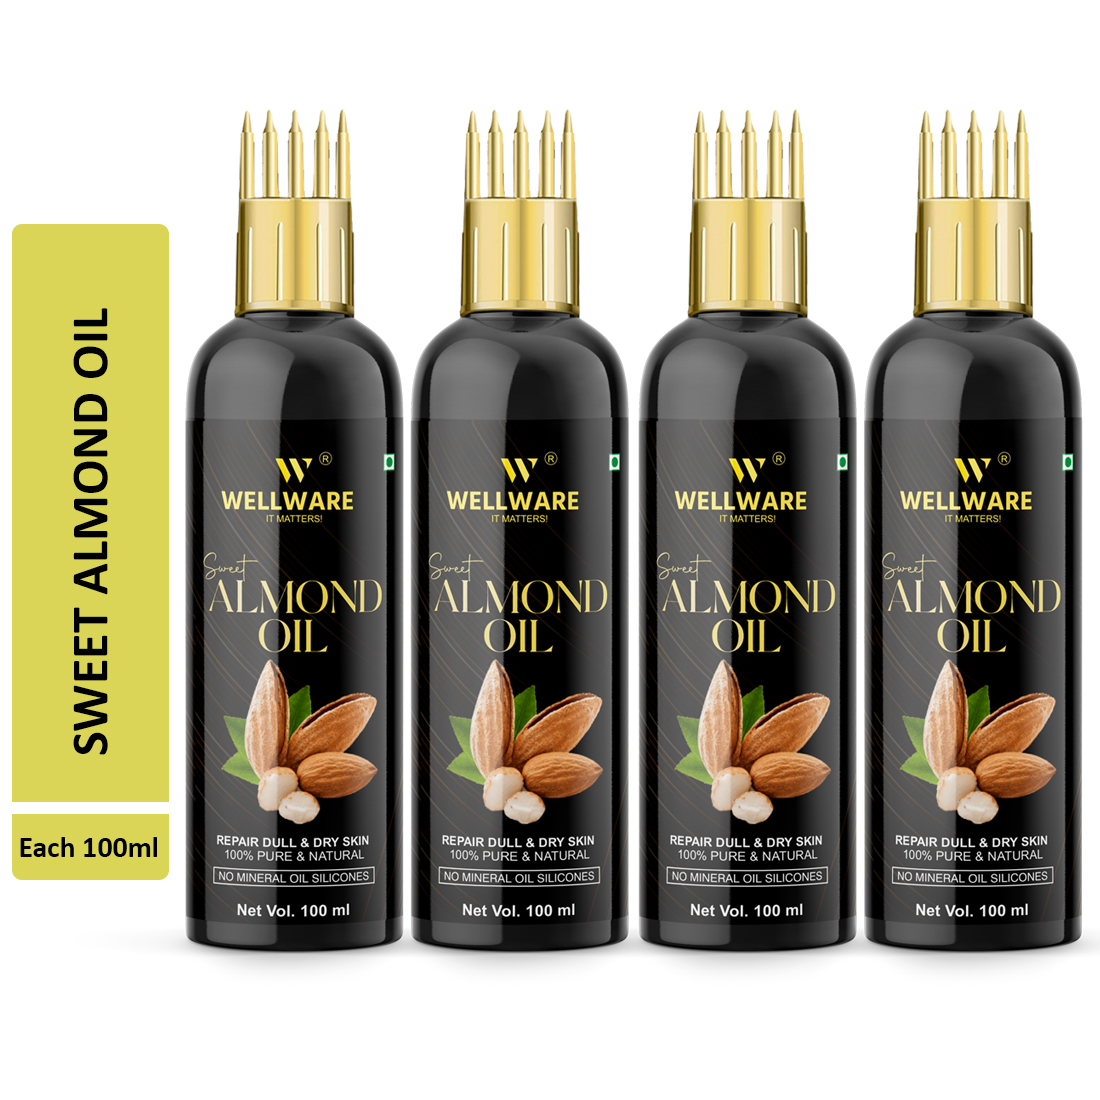 SWEET ALMOND OIL
Each 100ml
W ®
WELLWARE
IT MATTERS!
Sweet
ALMOND
OIL
REPAIR DULL & DRY SKIN
100% PURE & NATURAL
NO MINERAL OIL SILICONES
Net Vol. 100 ml
W ®
WELLWARE
IT MATTERS!
Sweet
ALMOND
OIL
REPAIR DULL & DRY SKIN
100% PURE & NATURAL
NO MINERAL OIL SILICONES
Net Vol. 100 ml
W ®
WELLWARE
IT MATTERS!
Sweet
ALMOND
OIL
REPAIR DULL & DRY SKIN
100% PURE & NATURAL
NO MINERAL OIL SILICONES
Net Vol. 100 ml
W ®
WELLWARE
IT MATTERS!
Sweet
ALMOND
OIL
REPAIR DULL & DRY SKIN
100% PURE & NATURAL
NO MINERAL OIL SILICONES
Net Vol. 100 ml